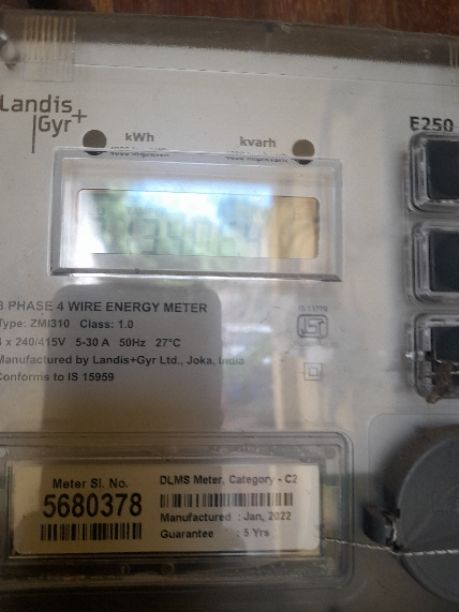 Landis
Gyr+
E250
kWh
kvarh
3 PHASE 4 WIRE ENERGY METER
Type: ZMI310 Class: 1.0
x 240/415V 5-30 A 50Hz 27°C
Manufactured by Landis+Gyr Ltd., Joka, India
Conforms to IS 15959
IS 13779
Meter Sl. No.
5680378
DLMS Meter, Category - C2
Manufactured : Jan, 2022
Guarantee : 5 Yrs